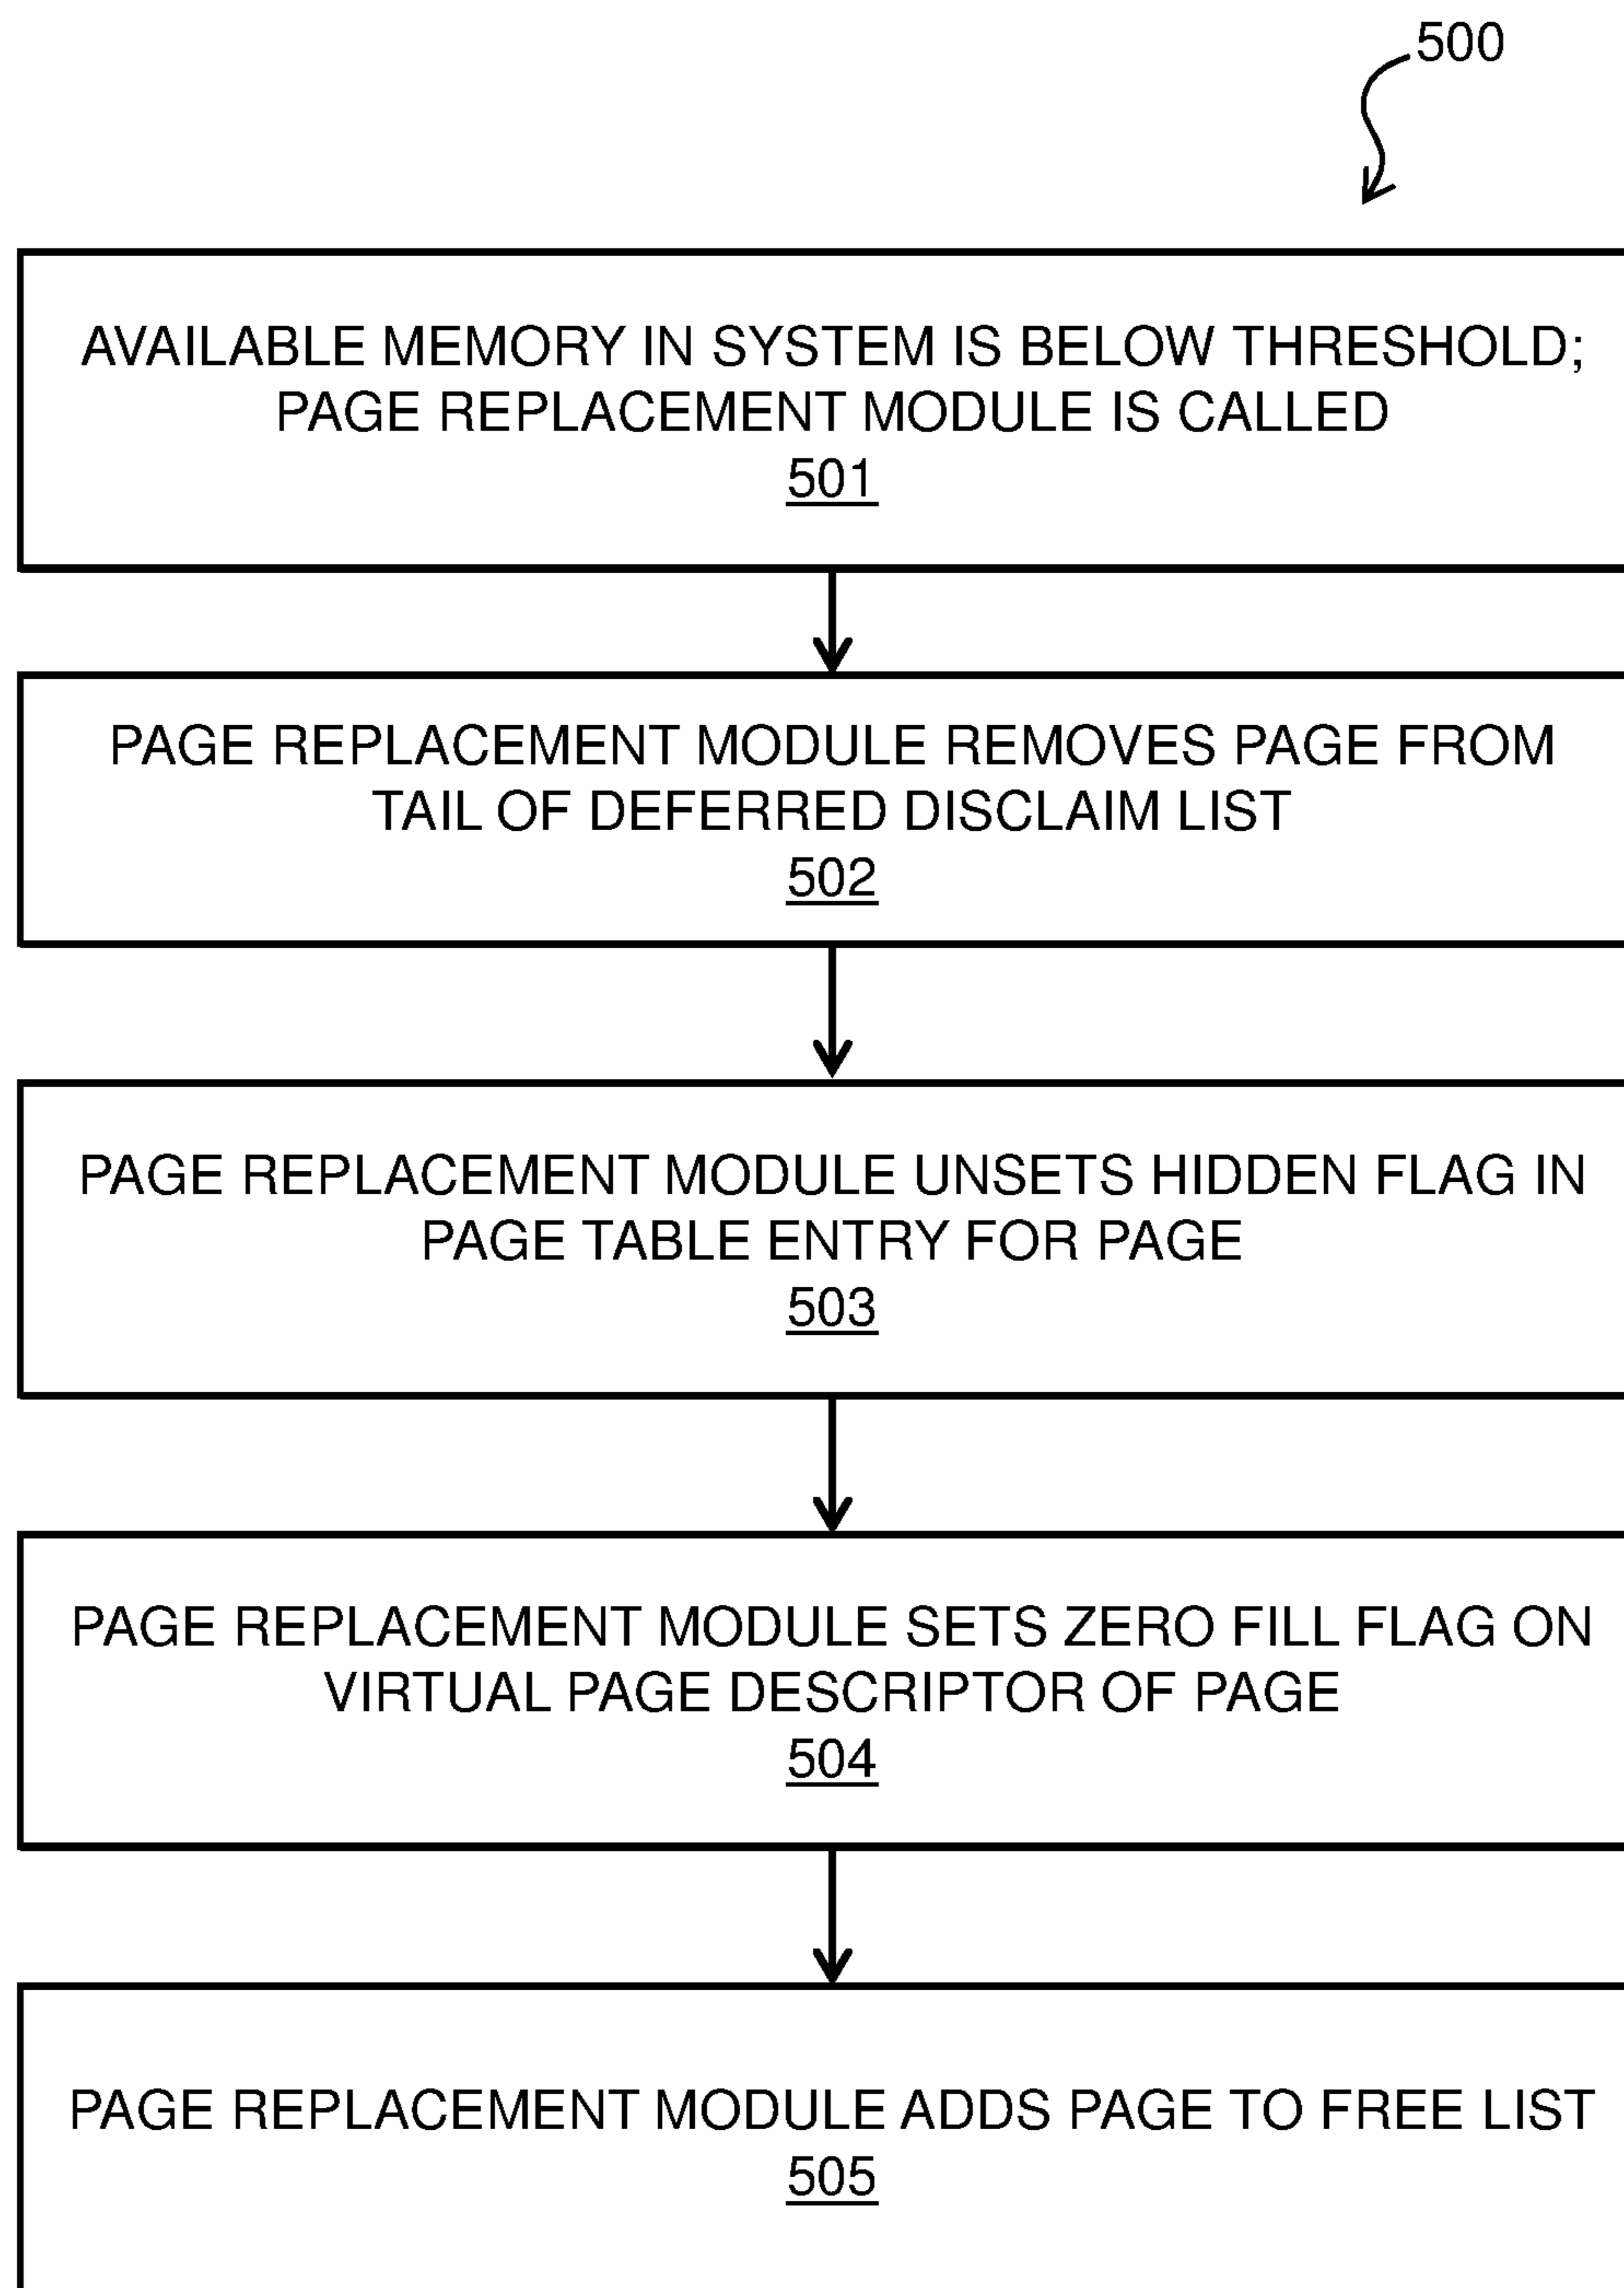 500
AVAILABLE MEMORY IN SYSTEM IS BELOW THRESHOLD;
PAGE REPLACEMENT MODULE IS CALLED
501
PAGE REPLACEMENT MODULE REMOVES PAGE FROM
TAIL OF DEFERRED DISCLAIM LIST
502
PAGE REPLACEMENT MODULE UNSETS HIDDEN FLAG IN
PAGE TABLE ENTRY FOR PAGE
503
PAGE REPLACEMENT MODULE SETS ZERO FILL FLAG ON
VIRTUAL PAGE DESCRIPTOR OF PAGE
504
PAGE REPLACEMENT MODULE ADDS PAGE TO FREE LIST
505